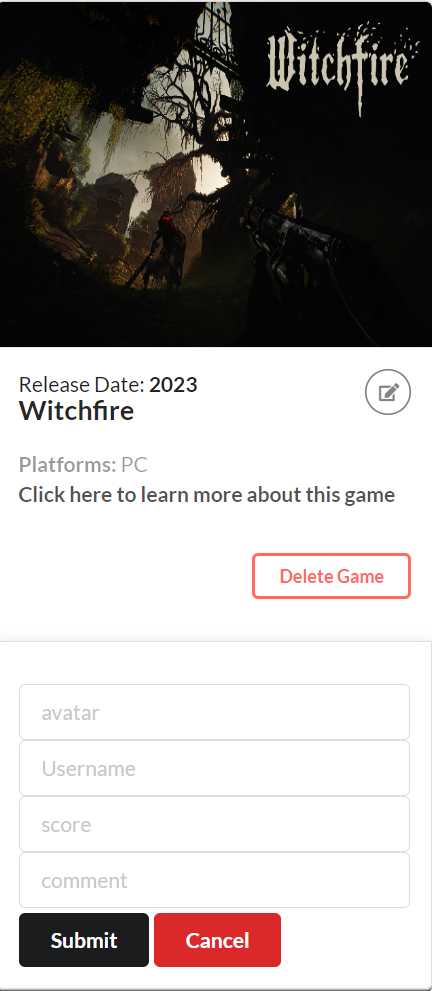 Witchfire
Release Date: 2023
Witchfire
Platforms: PC
Click here to learn more about this game
Delete Game
avatar
Username
score
comment
Submit
Cancel